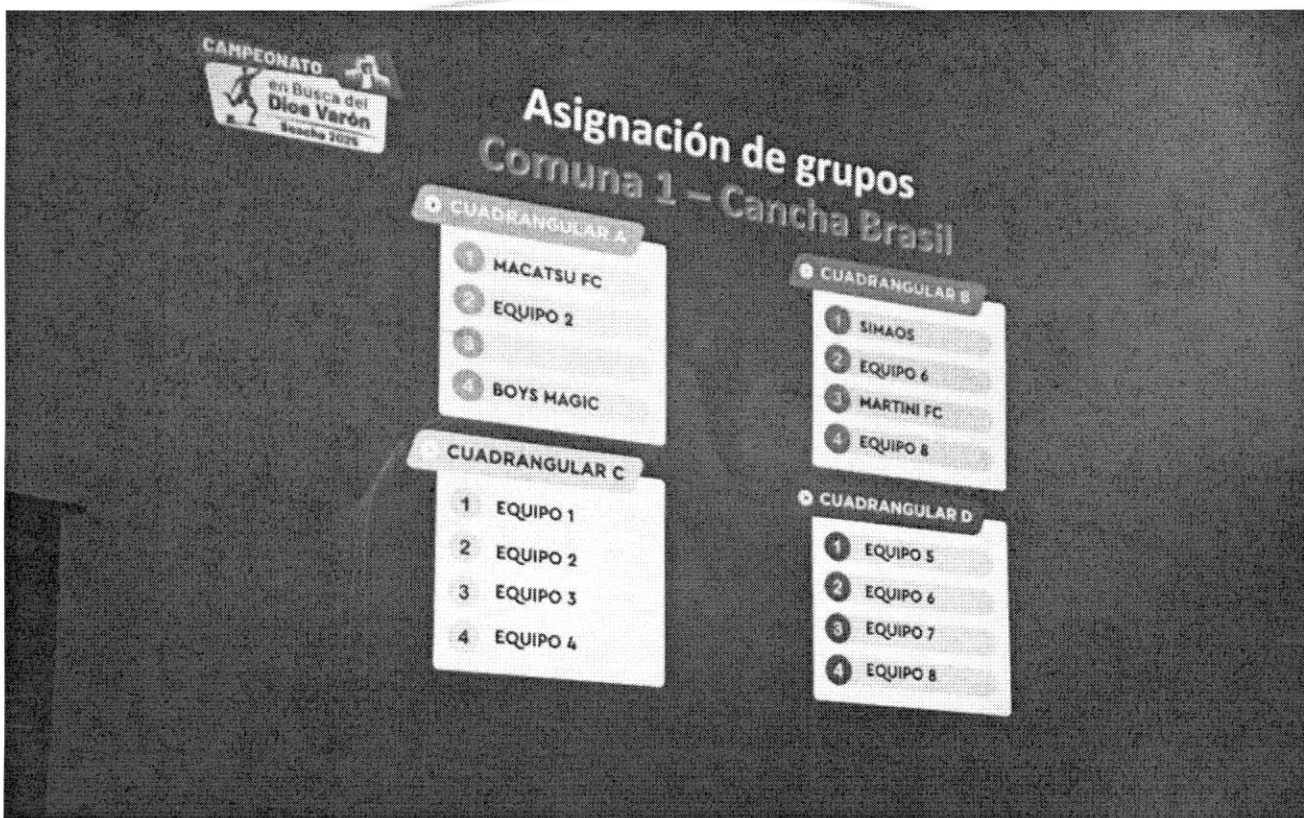 CAMPEONATO
en Busca del
Dios Varón
Soacha 2025
Asignación de grupos
Comuna 1 – Cancha Brasil
CUADRANGULAR A
1 MACATSU FC
2 EQUIPO 2
3
4 BOYS MAGIC
CUADRANGULAR B
1 SIMAOS
2 EQUIPO 6
3 MARTINI FC
4 EQUIPO 8
CUADRANGULAR C
1 EQUIPO 1
2 EQUIPO 2
3 EQUIPO 3
4 EQUIPO 4
CUADRANGULAR D
1 EQUIPO 5
2 EQUIPO 6
3 EQUIPO 7
4 EQUIPO 8